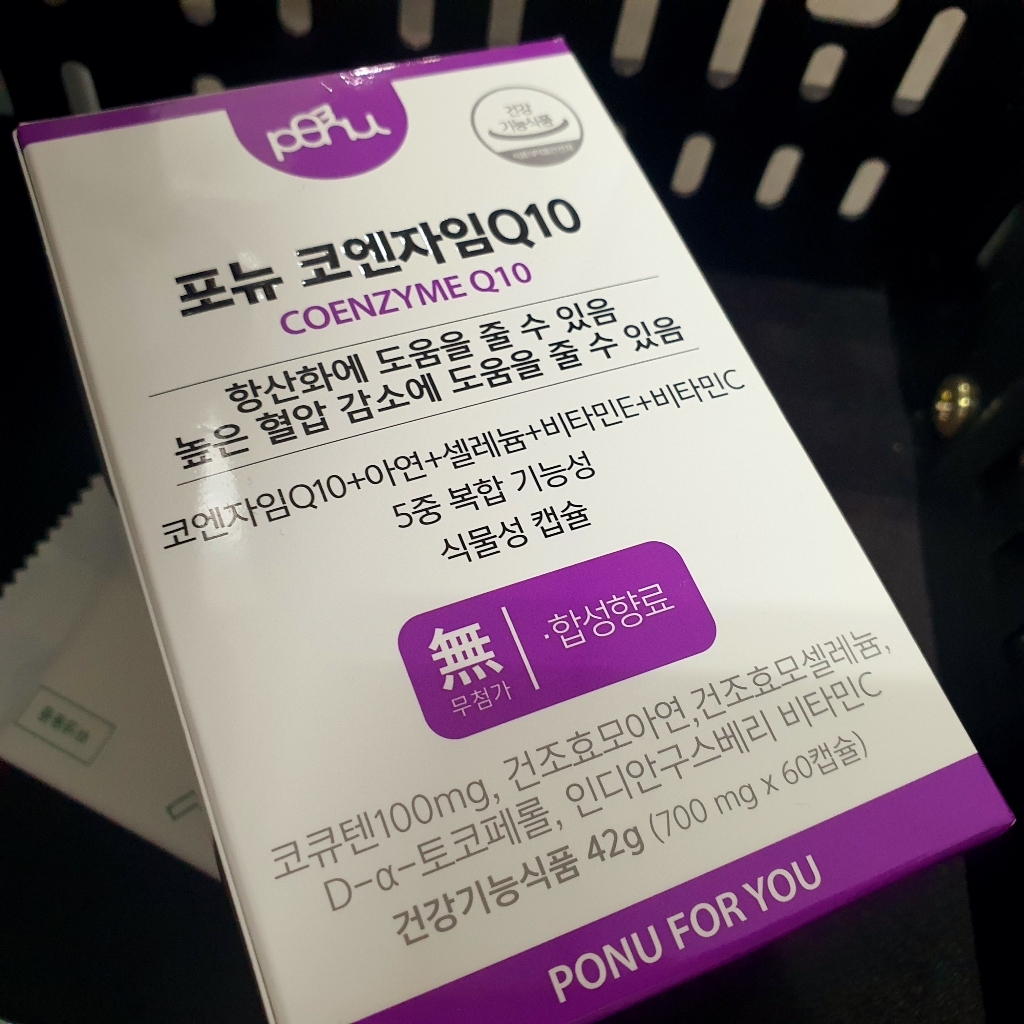 ponu
건강
기능식품
포뉴 코엔자임Q10
COENZYME Q10
항산화에 도움을 줄 수 있음
높은 혈압 감소에 도움을 줄 수 있음
코엔자임Q10+아연+셀레늄+비타민E+비타민C
5중 복합 기능성
식물성 캡슐
無
무첨가
·합성향료
코큐텐100mg, 건조효모아연,건조효모셀레늄,
D-α-토코페롤, 인디안구스베리 비타민C
건강기능식품 42g (700 mg x 60캡슐)
PONU FOR YOU